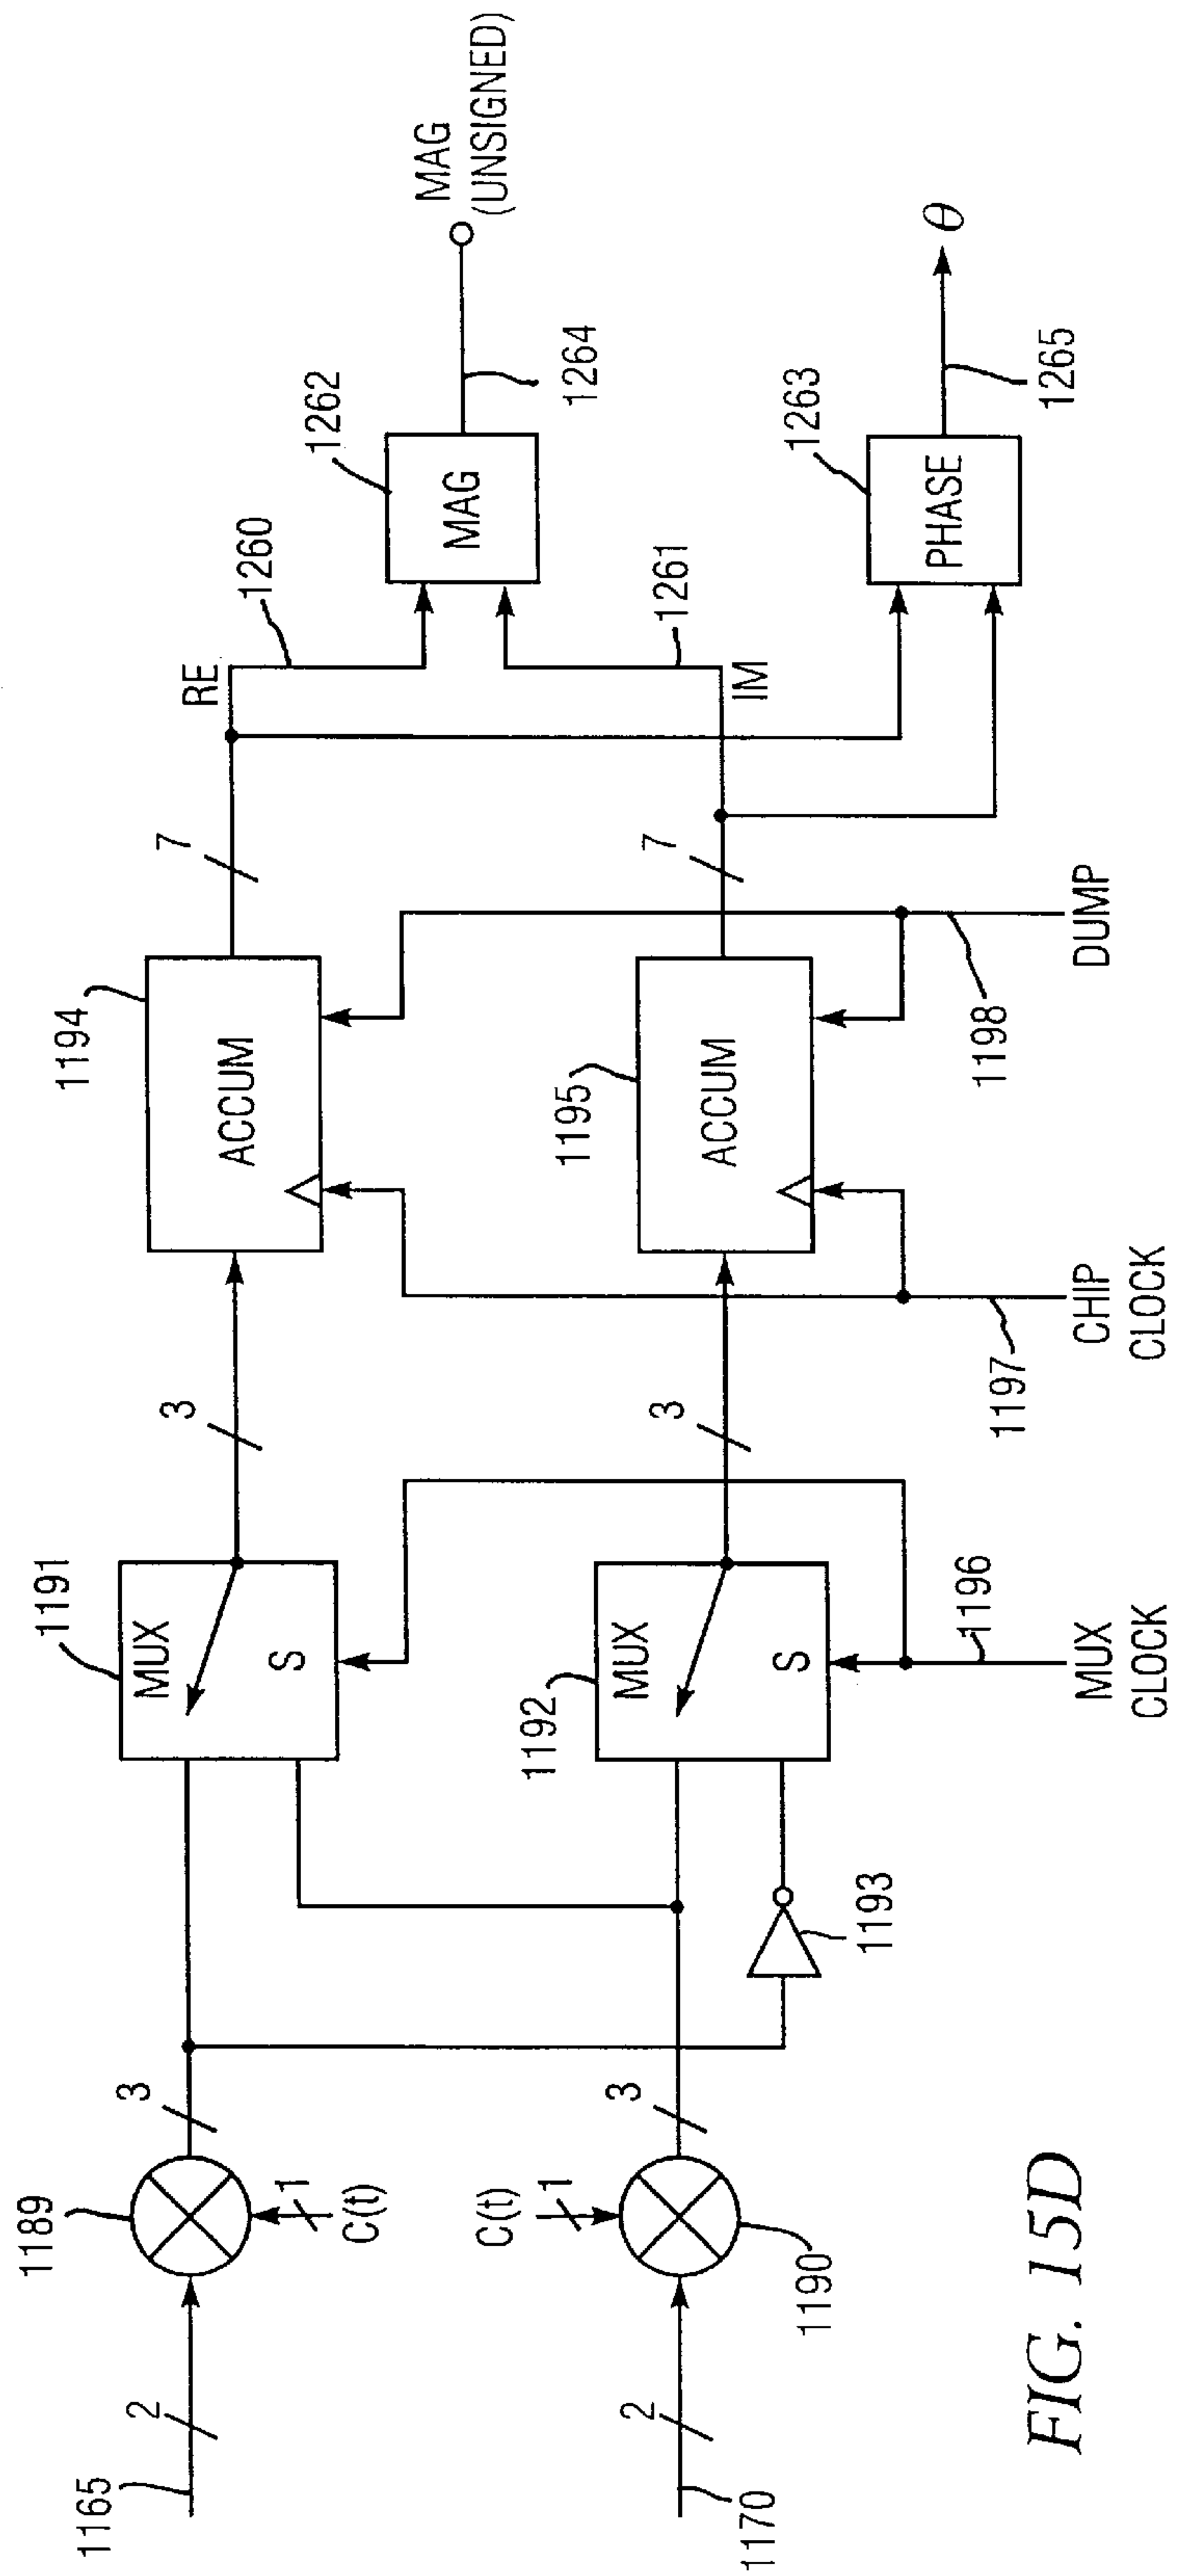 1165
2
1189
1
C(t)
3
1191
MUX
S
3
1194
ACCUM
7
RE
1260
1262
MAG
1264
MAG
(UNSIGNED)
1170
2
C(t)
1
1190
3
1193
1192
MUX
S
3
1195
ACCUM
7
IM
1261
1263
PHASE
1265
θ
1196
MUX
CLOCK
1197
CHIP
CLOCK
1198
DUMP
FIG. 15D